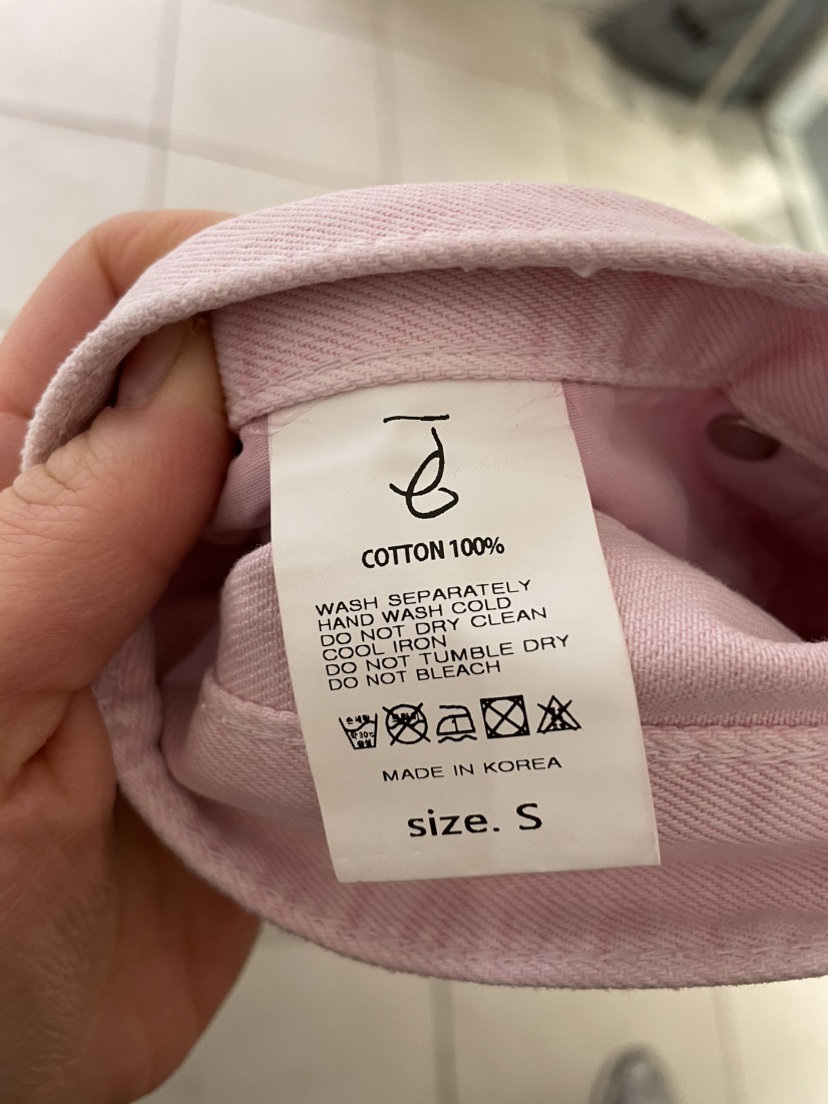 COTTON 100%
WASH SEPARATELY
HAND WASH COLD
DO NOT DRY CLEAN
COOL IRON
DO NOT TUMBLE DRY
DO NOT BLEACH
30℃
MADE IN KOREA
size. S